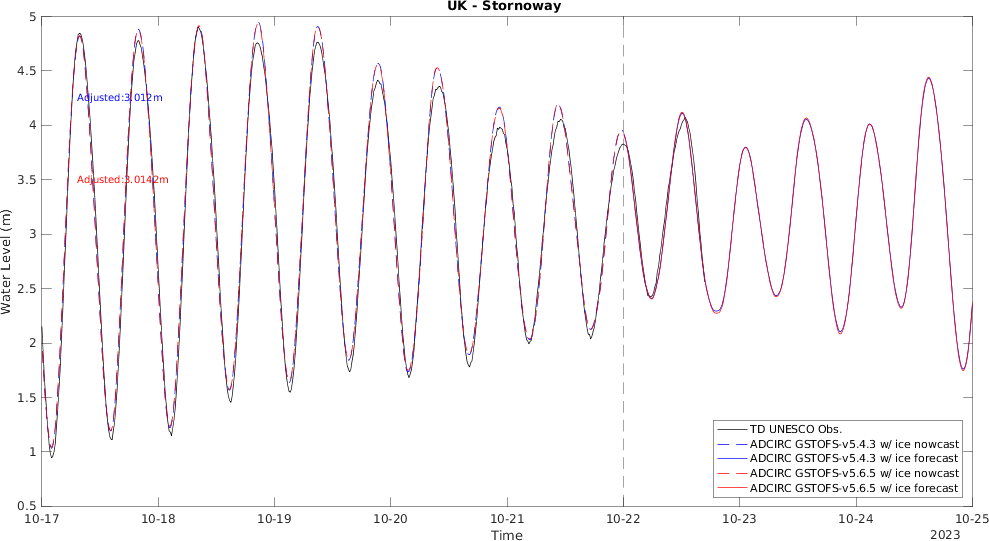 UK - Stornoway
5
4.5
4
3.5
3
2.5
2
1.5
1
0.5
Water Level (m)
Adjusted:3.012m
Adjusted:3.0142m
TD UNESCO Obs.
ADCIRC GSTOFS-v5.4.3 w/ ice nowcast
ADCIRC GSTOFS-v5.4.3 w/ ice forecast
ADCIRC GSTOFS-v5.6.5 w/ ice nowcast
ADCIRC GSTOFS-v5.6.5 w/ ice forecast
10-17 10-18 10-19 10-20 10-21 10-22 10-23 10-24 10-25
Time
2023